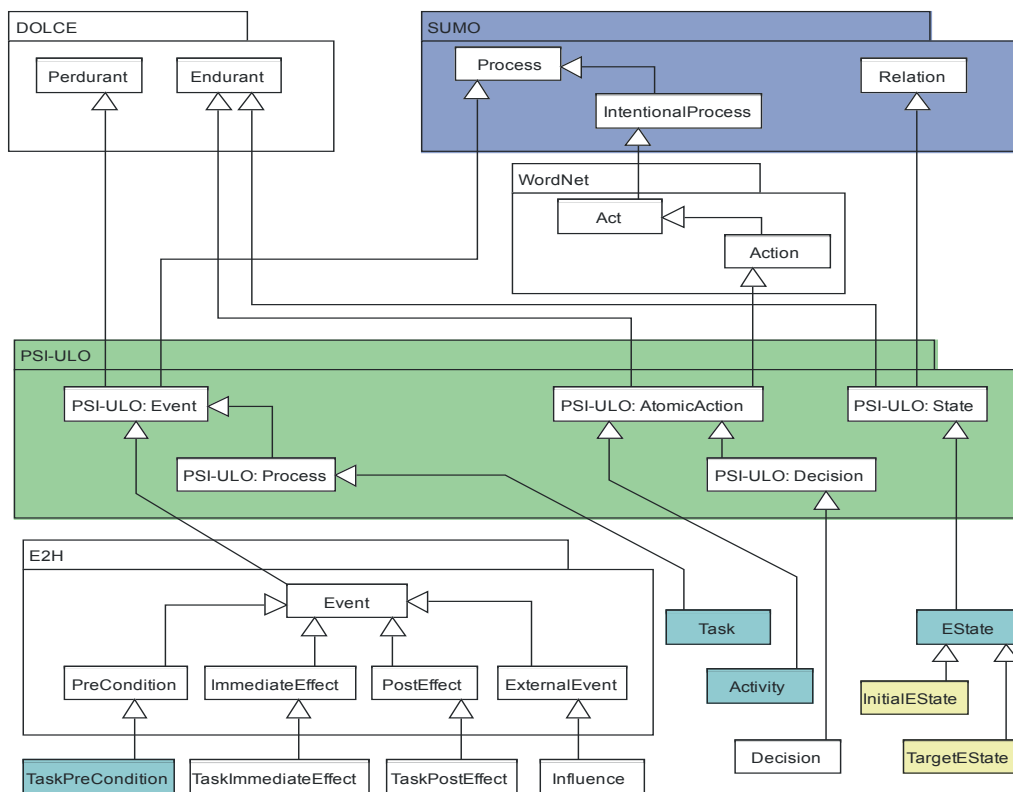 DOLCE
SUMO
Perdurant
Endurant
Process
Relation
IntentionalProcess
WordNet
Act
Action
PSI-ULO
PSI-ULO: Event
PSI-ULO: AtomicAction
PSI-ULO: State
PSI-ULO: Process
PSI-ULO: Decision
E2H
Event
Task
EState
PreCondition
ImmediateEffect
PostEffect
ExternalEvent
Activity
InitialEState
Decision
TargetEState
TaskPreCondition
TaskImmediateEffect
TaskPostEffect
Influence